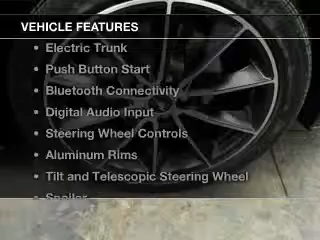 VEHICLE FEATURES
• Electric Trunk
• Push Button Start
• Bluetooth Connectivity
• Digital Audio Input
• Steering Wheel Controls
• Aluminum Rims
• Tilt and Telescopic Steering Wheel
• Spoiler